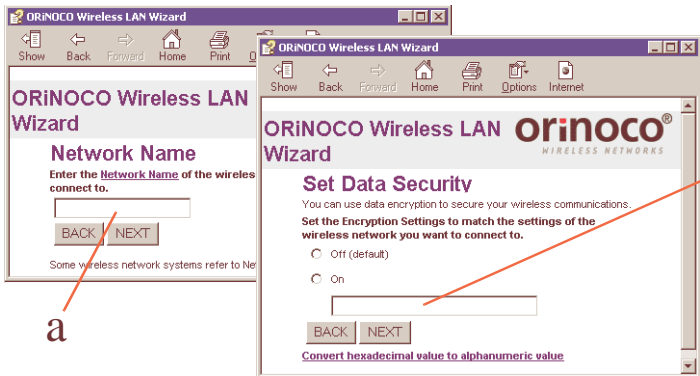 ORiNOCO Wireless LAN Wizard
Show Back Forward Home Print
ORiNOCO Wireless LAN
Wizard
Network Name
Enter the Network Name of the
connect to.
BACK NEXT
Some wireless network systems refer to
a
ORiNOCO Wireless LAN Wizard
Show Back Forward Home Print Options Internet
ORiNOCO Wireless LAN
Wizard
ORiNOCO®
WIRELESS NETWORKS
Set Data Security
You can use data encryption to secure your wireless communications.
Set the Encryption Settings to match the settings of the
wireless network you want to connect to.
Off (default)
On
BACK NEXT
Convert hexadecimal value to alphanumeric value